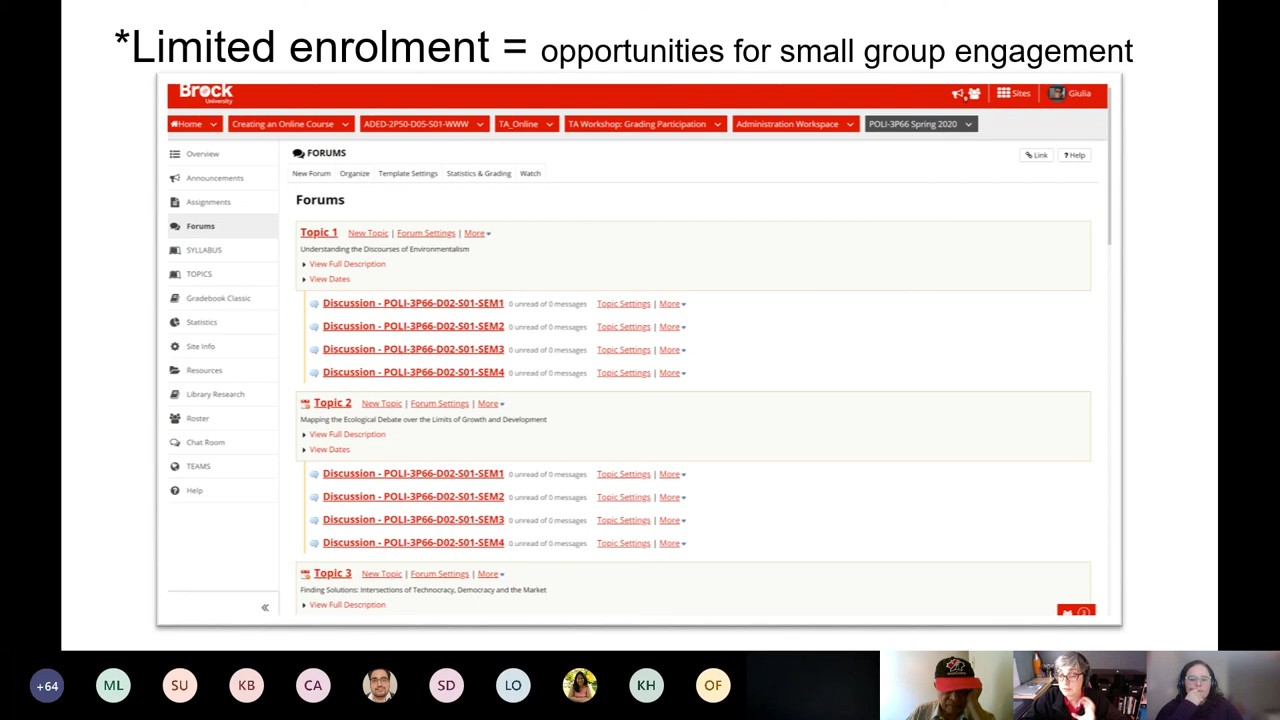 *Limited enrolment = opportunities for small group engagement
Brock
University
Sites
Giulia
Home
Creating an Online Course
ADED-2P50-D05-S01-WWW
TA_Online
TA Workshop: Grading Participation
Administration Workspace
POLI-3P66 Spring 2020
Overview
Announcements
Assignments
Forums
SYLLABUS
TOPICS
Gradebook Classic
Statistics
Site Info
Resources
Library Research
Roster
Chat Room
TEAMS
Help
FORUMS
Link
? Help
New Forum Organize Template Settings Statistics & Grading Watch
Forums
Topic 1 New Topic | Forum Settings | More
Understanding the Discourses of Environmentalism
View Full Description
View Dates
Discussion - POLI-3P66-D02-S01-SEM1 0 unread of 0 messages Topic Settings | More
Discussion - POLI-3P66-D02-S01-SEM2 0 unread of 0 messages Topic Settings | More
Discussion - POLI-3P66-D02-S01-SEM3 0 unread of 0 messages Topic Settings | More
Discussion - POLI-3P66-D02-S01-SEM4 0 unread of 0 messages Topic Settings | More
Topic 2 New Topic | Forum Settings | More
Mapping the Ecological Debate over the Limits of Growth and Development
View Full Description
View Dates
Discussion - POLI-3P66-D02-S01-SEM1 0 unread of 0 messages Topic Settings | More
Discussion - POLI-3P66-D02-S01-SEM2 0 unread of 0 messages Topic Settings | More
Discussion - POLI-3P66-D02-S01-SEM3 0 unread of 0 messages Topic Settings | More
Discussion - POLI-3P66-D02-S01-SEM4 0 unread of 0 messages Topic Settings | More
Topic 3 New Topic | Forum Settings | More
Finding Solutions: Intersections of Technocracy, Democracy and the Market
View Full Description
+64
ML
SU
KB
CA
SD
LO
KH
OF